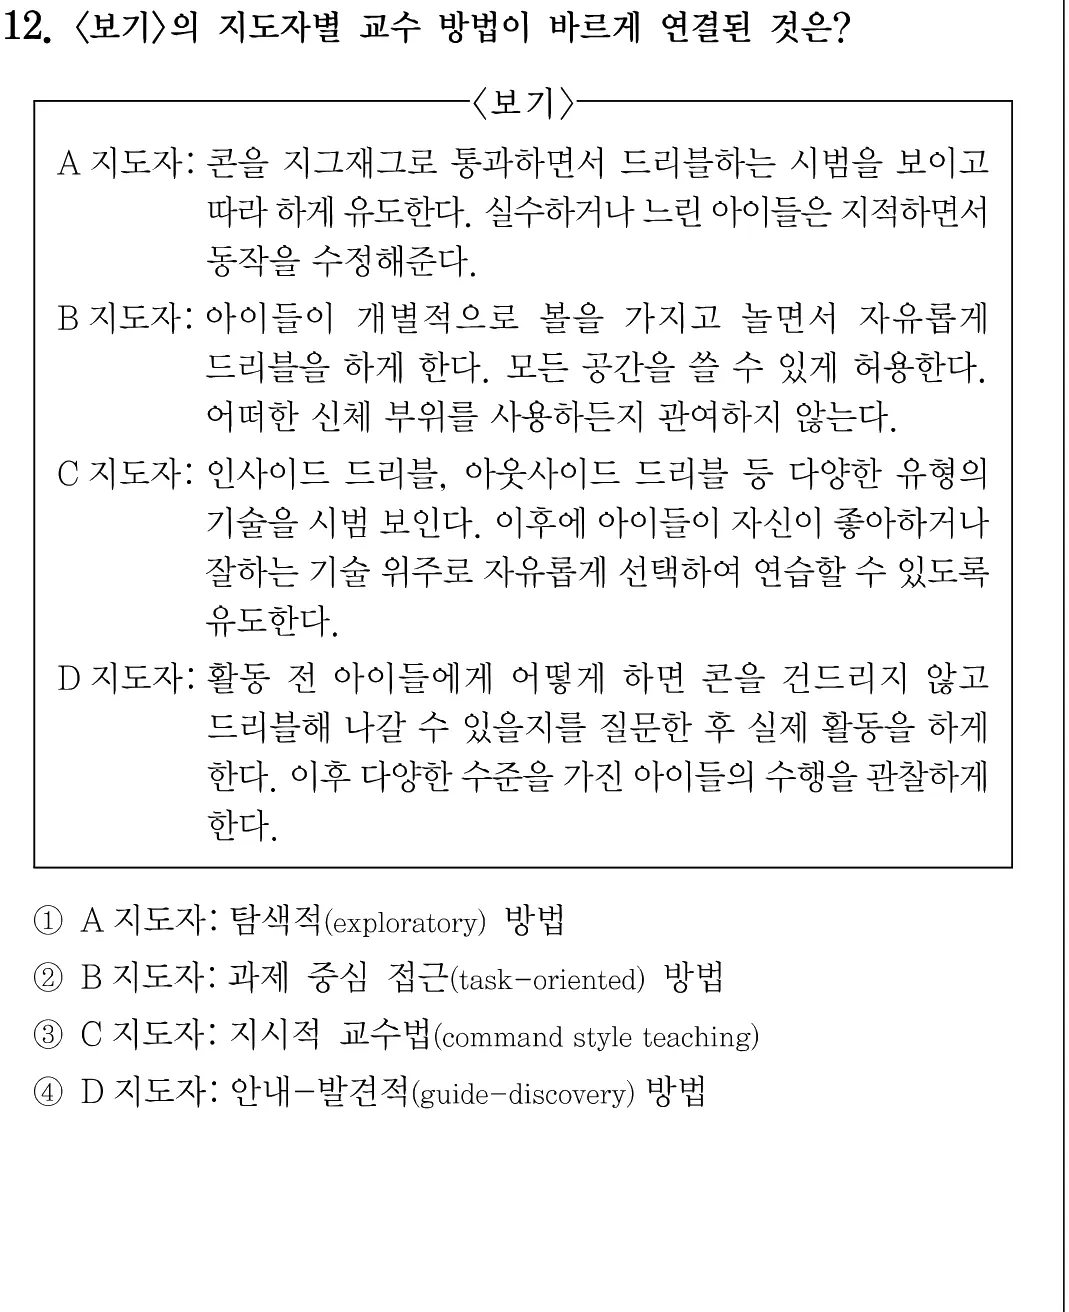 12. <보기>의 지도자별 교수 방법이 바르게 연결된 것은?
<보기>
A 지도자: 콘을 지그재그로 통과하면서 드리블하는 시범을 보이고
따라 하게 유도한다. 실수하거나 느린 아이들은 지적하면서
동작을 수정해준다.
B 지도자: 아이들이 개별적으로 볼을 가지고 놀면서 자유롭게
드리블을 하게 한다. 모든 공간을 쓸 수 있게 허용한다.
어떠한 신체 부위를 사용하든지 관여하지 않는다.
C 지도자: 인사이드 드리블, 아웃사이드 드리블 등 다양한 유형의
기술을 시범 보인다. 이후에 아이들이 자신이 좋아하거나
잘하는 기술 위주로 자유롭게 선택하여 연습할 수 있도록
유도한다.
D 지도자: 활동 전 아이들에게 어떻게 하면 콘을 건드리지 않고
드리블해 나갈 수 있을지를 질문한 후 실제 활동을 하게
한다. 이후 다양한 수준을 가진 아이들의 수행을 관찰하게
한다.
① A 지도자: 탐색적(exploratory) 방법
② B 지도자: 과제 중심 접근(task-oriented) 방법
③ C 지도자: 지시적 교수법(command style teaching)
④ D 지도자: 안내-발견적(guide-discovery) 방법